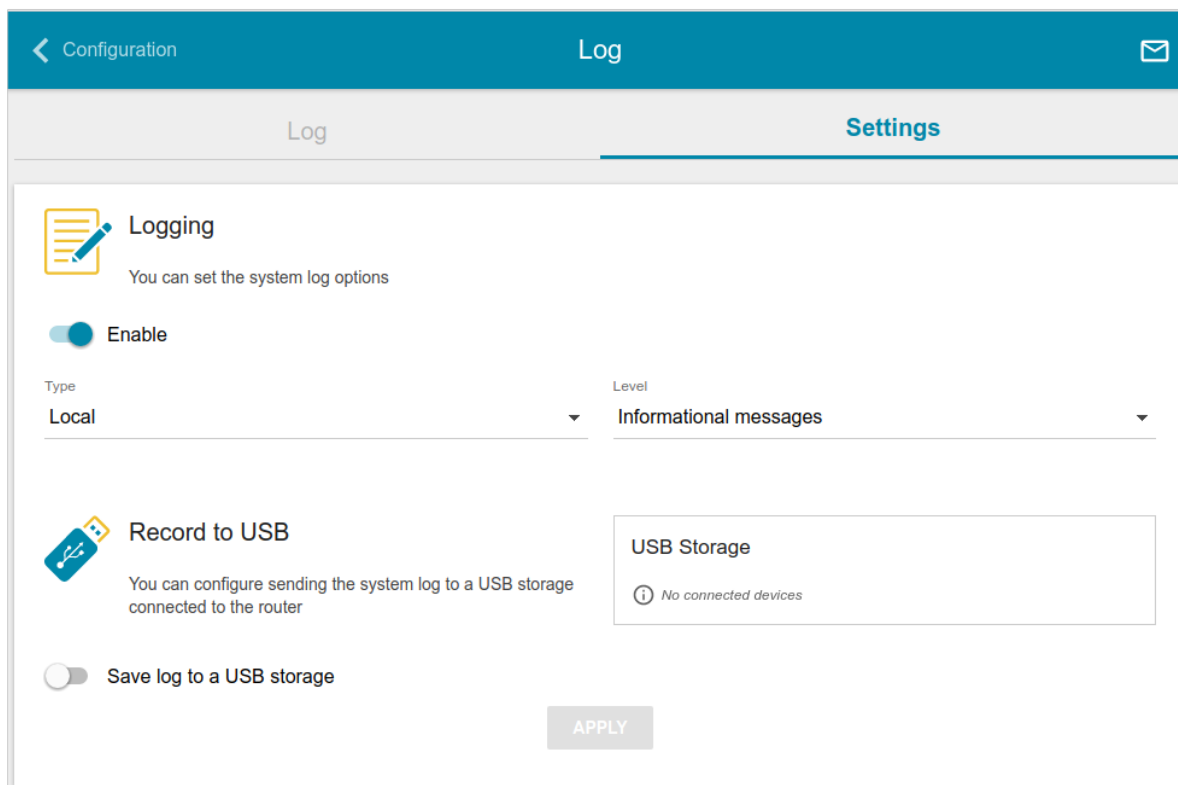 Configuration
Log
Log
Settings
Logging
You can set the system log options
Enable
Type
Level
Local
Informational messages
Record to USB
You can configure sending the system log to a USB storage
connected to the router
USB Storage
No connected devices
Save log to a USB storage
APPLY